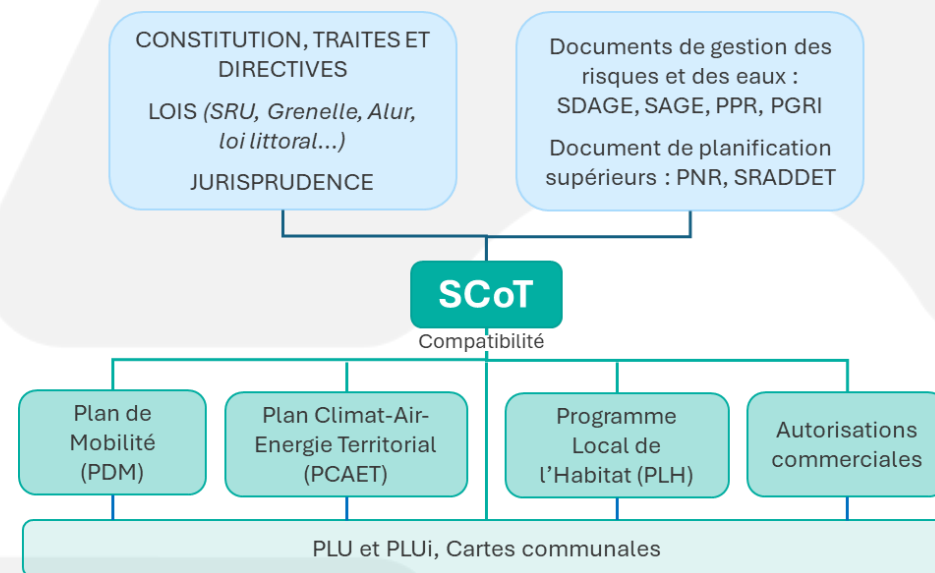 CONSTITUTION, TRAITES ET
DIRECTIVES
LOIS (SRU, Grenelle, Alur,
loi littoral...)
JURISPRUDENCE
Documents de gestion des
risques et des eaux :
SDAGE, SAGE, PPR, PGRI
Document de planification
supérieurs : PNR, SRADDET
SCoT
Compatibilité
Plan de
Mobilité
(PDM)
Plan Climat-Air-
Energie Territorial
(PCAET)
Programme
Local de
l’Habitat (PLH)
Autorisations
commerciales
PLU et PLUi, Cartes communales